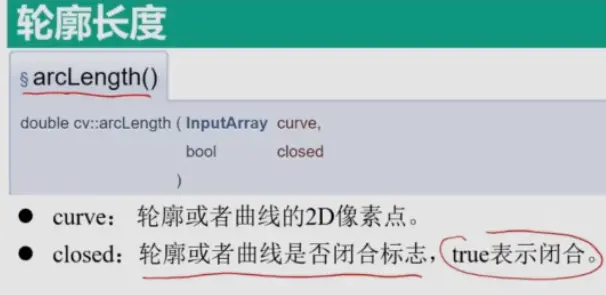 轮廓长度
§ arcLength()
double cv::arcLength ( InputArray curve,
bool closed
)
● curve： 轮廓或者曲线的2D像素点。
● closed：轮廓或者曲线是否闭合标志，true表示闭合。